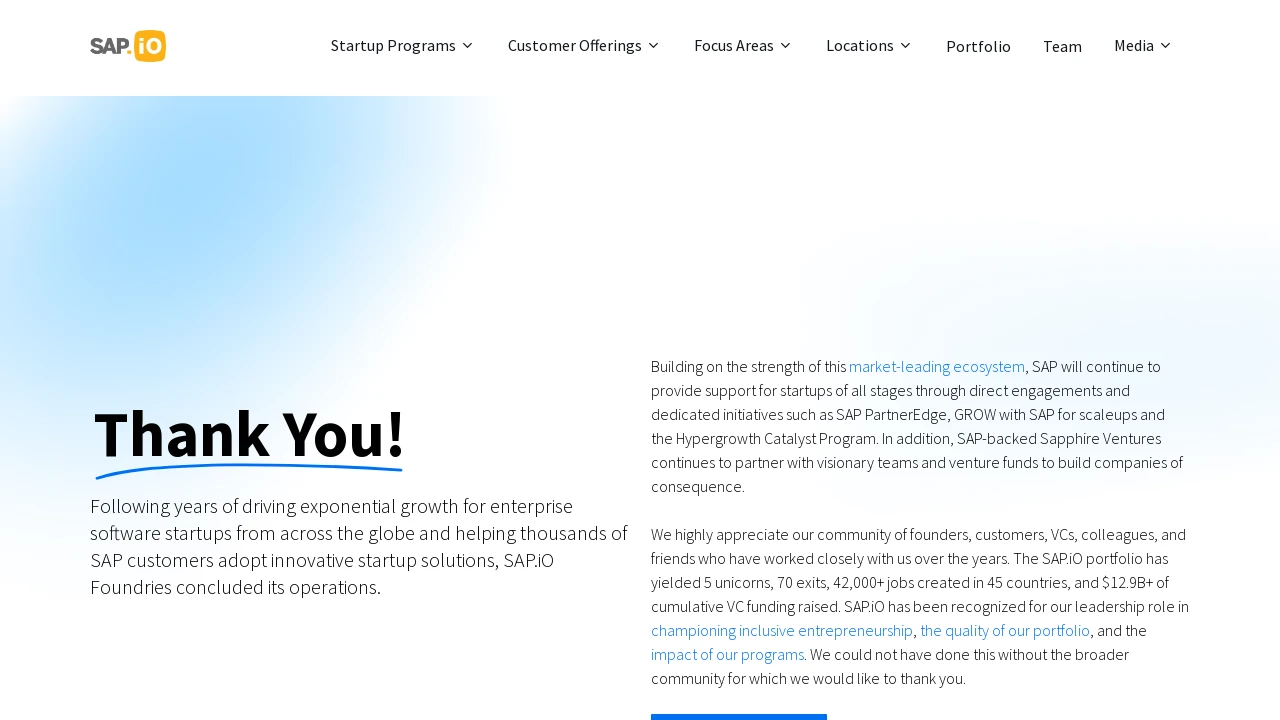 SAP.iO
Startup Programs
Customer Offerings
Focus Areas
Locations
Portfolio
Team
Media
Thank You!
Following years of driving exponential growth for enterprise
software startups from across the globe and helping thousands of
SAP customers adopt innovative startup solutions, SAP.iO
Foundries concluded its operations.
Building on the strength of this market-leading ecosystem, SAP will continue to
provide support for startups of all stages through direct engagements and
dedicated initiatives such as SAP PartnerEdge, GROW with SAP for scaleups and
the Hypergrowth Catalyst Program. In addition, SAP-backed Sapphire Ventures
continues to partner with visionary teams and venture funds to build companies of
consequence.
We highly appreciate our community of founders, customers, VCs, colleagues, and
friends who have worked closely with us over the years. The SAP.iO portfolio has
yielded 5 unicorns, 70 exits, 42,000+ jobs created in 45 countries, and $12.9B+ of
cumulative VC funding raised. SAP.iO has been recognized for our leadership role in
championing inclusive entrepreneurship, the quality of our portfolio, and the
impact of our programs. We could not have done this without the broader
community for which we would like to thank you.